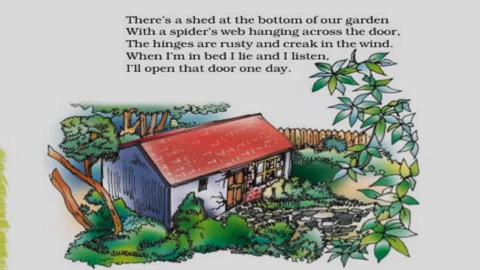 There's a shed at the bottom of our garden
With a spider's web hanging across the door,
The hinges are rusty and creak in the wind.
When I'm in bed I lie and I listen,
I'll open that door one day.